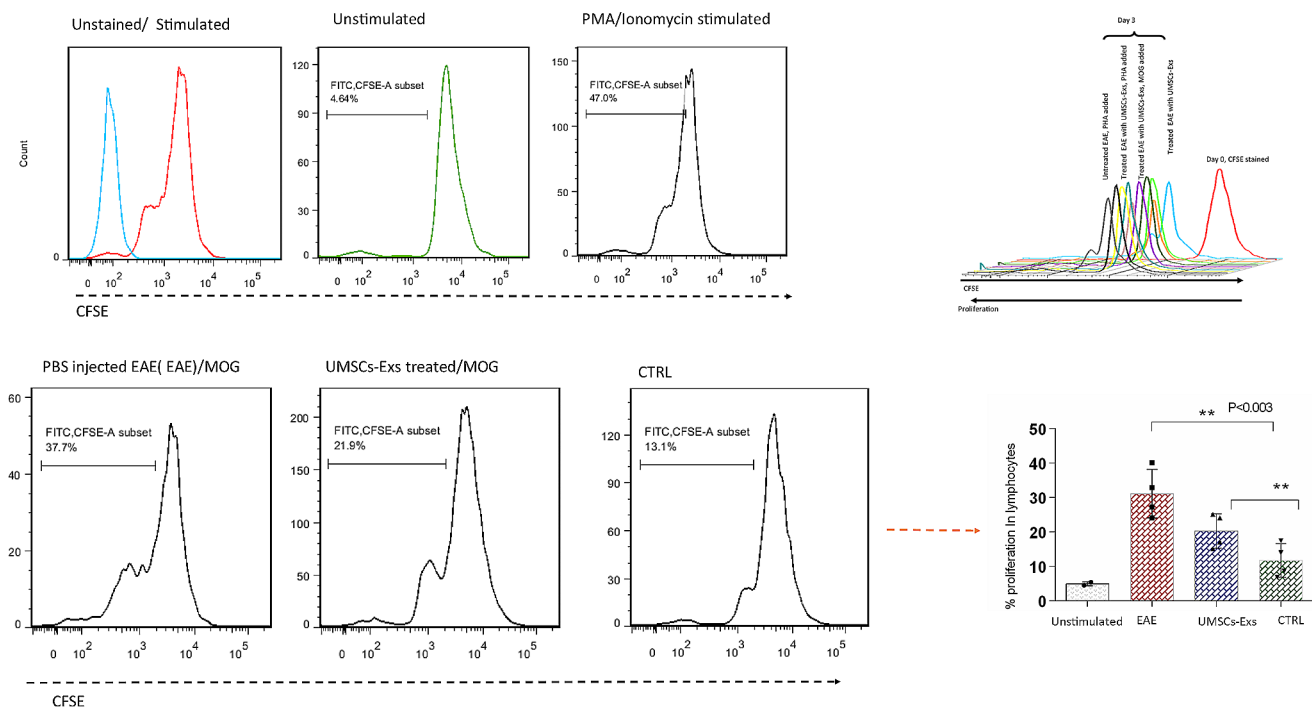 Unstained/ Stimulated
Unstimulated
PMA/Ionomycin stimulated
Count
0
0
10^2
10^3
10^4
10^5
120
90
60
30
0
FITC,CFSE-A subset
4.64%
0
10^2
10^3
10^4
10^5
150
100
50
0
FITC,CFSE-A subset
47.0%
0
10^2
10^3
10^4
10^5
CFSE
Day 3
Untreated EAE, PHA added
Treated EAE with UMSCs-Exs, PHA added
Treated EAE with UMSCs-Exs, MOG added
Treated EAE with UMSCs-Exs
Day 0, CFSE stained
CFSE
Proliferation
PBS injected EAE( EAE)/MOG
UMSCs-Exs treated/MOG
CTRL
60
40
20
0
FITC,CFSE-A subset
37.7%
0
10^2
10^3
10^4
10^5
200
150
100
50
0
FITC,CFSE-A subset
21.9%
0
10^2
10^3
10^4
10^5
120
90
60
30
0
FITC,CFSE-A subset
13.1%
0
10^2
10^3
10^4
10^5
CFSE
** P<0.003
**
% proliferation In lymphocytes
50
40
30
20
10
0
Unstimulated
EAE
UMSCs-Exs
CTRL